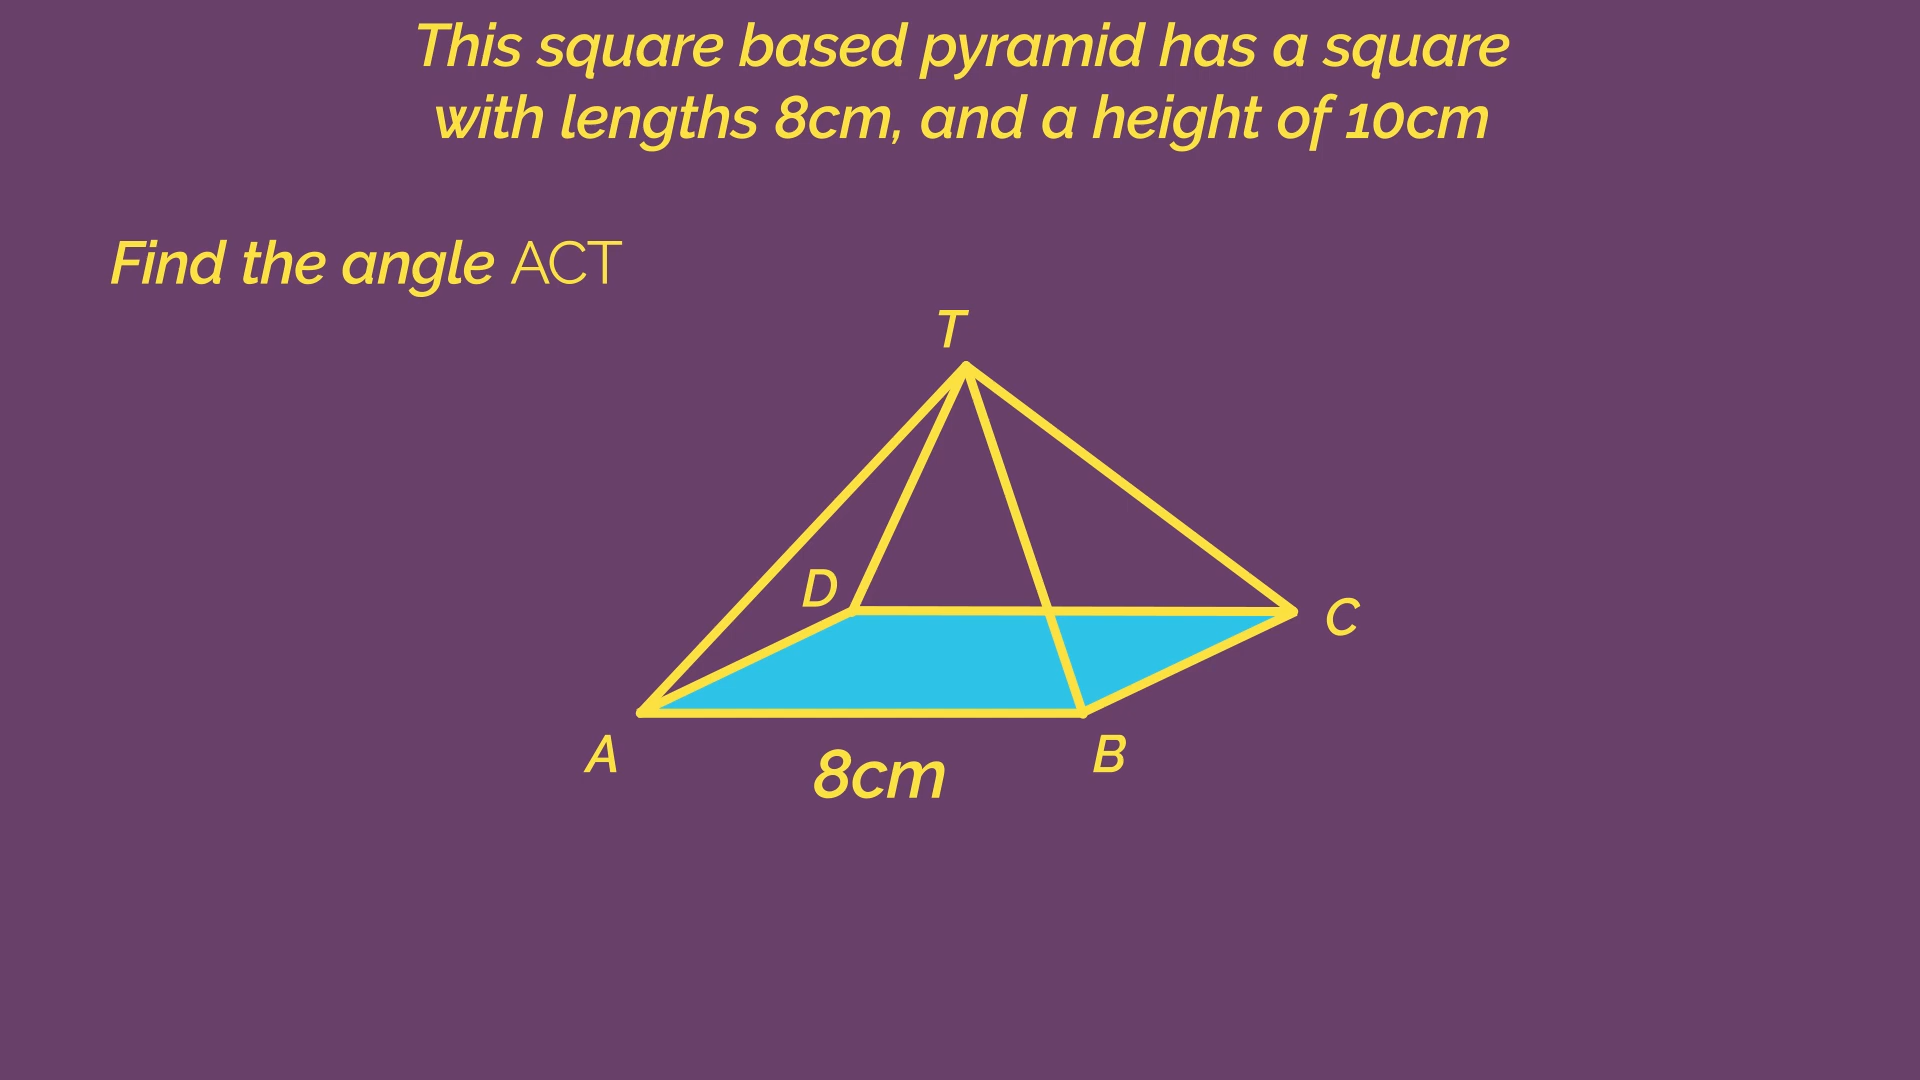 This square based pyramid has a square
with lengths 8cm, and a height of 10cm
Find the angle ACT
T
D
C
A
B
8cm